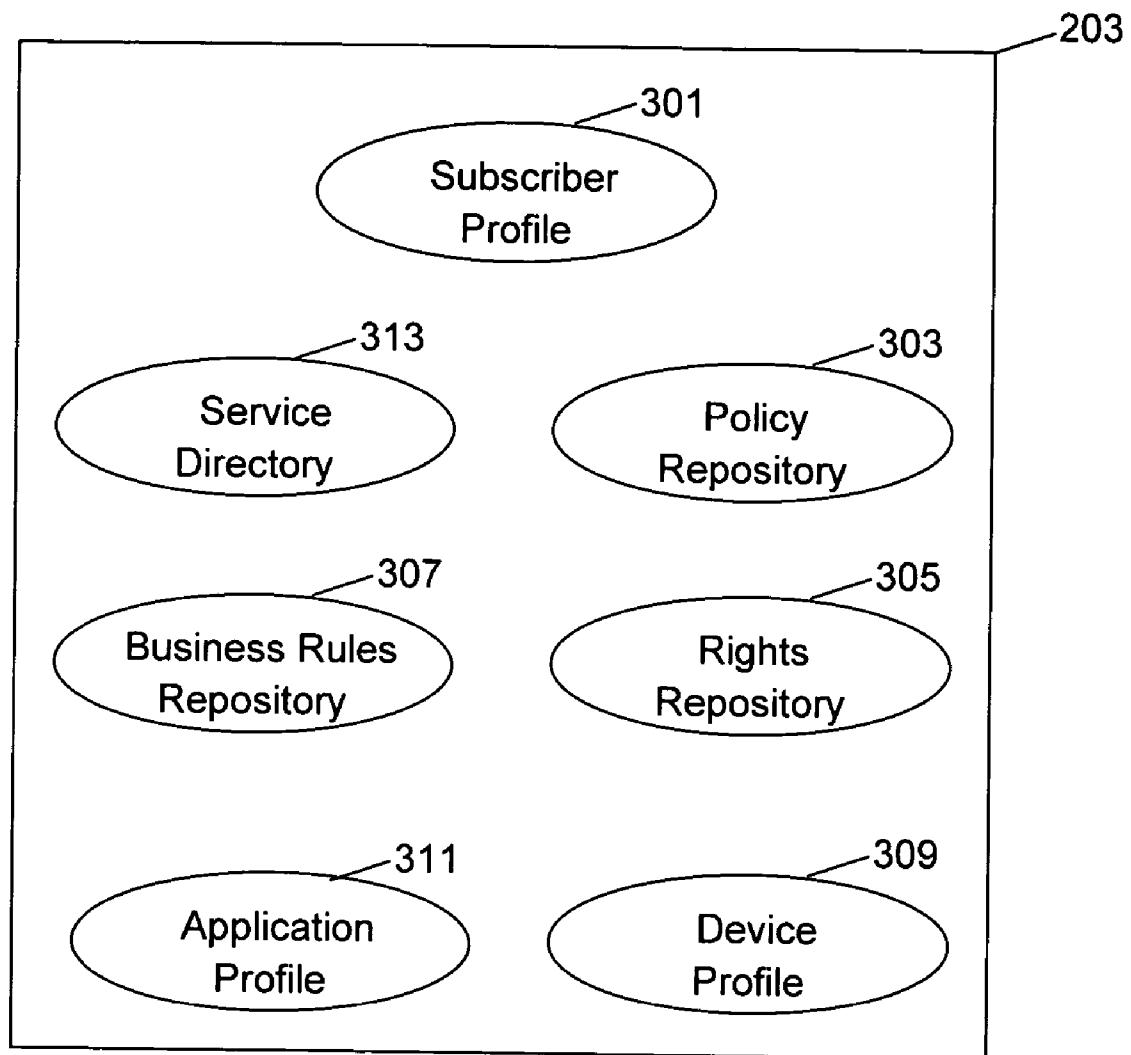 203
301
Subscriber
Profile
313
Service
Directory
303
Policy
Repository
307
Business Rules
Repository
305
Rights
Repository
311
Application
Profile
309
Device
Profile